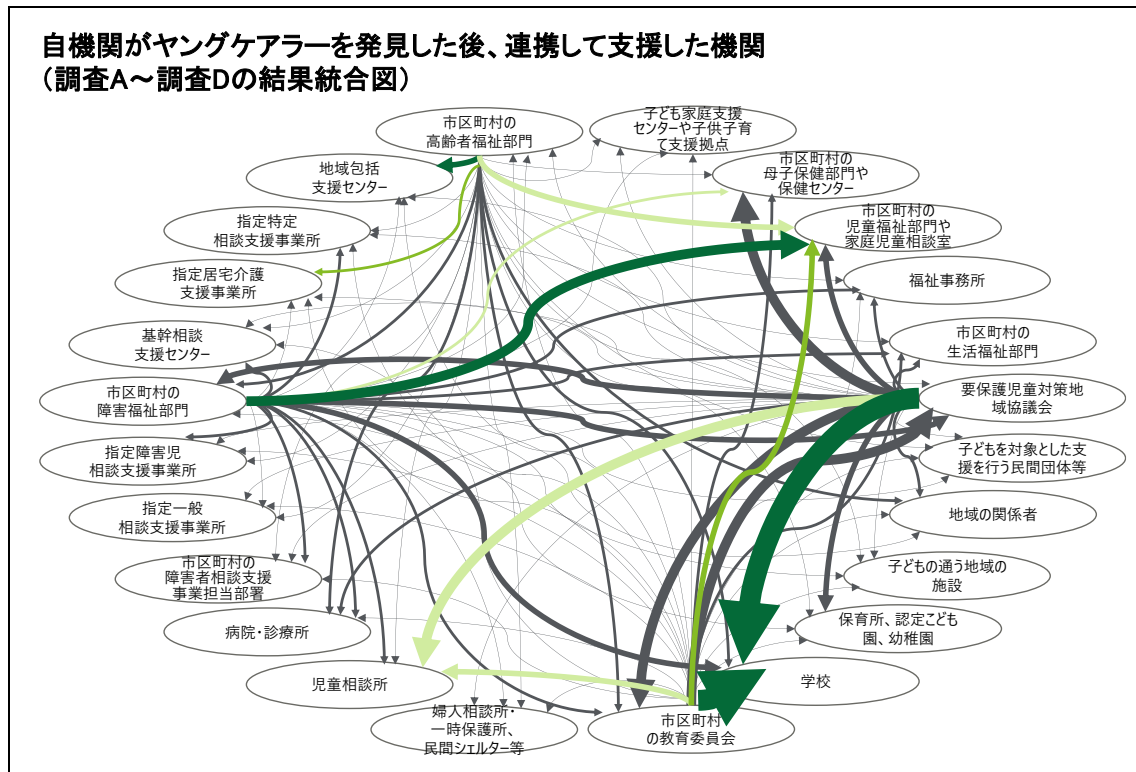 自機関がヤングケアラーを発見した後、連携して支援した機関
（調査A～調査Dの結果統合図）
市区町村の
高齢者福祉部門
子ども家庭支援
センターや子供子育
て支援拠点
地域包括
支援センター
市区町村の
母子保健部門や
保健センター
指定特定
相談支援事業所
市区町村の
児童福祉部門や
家庭児童相談室
指定居宅介護
支援事業所
福祉事務所
基幹相談
支援センター
市区町村の
生活福祉部門
市区町村の
障害福祉部門
要保護児童対策地
域協議会
指定障害児
相談支援事業所
子どもを対象とした支
援を行う民間団体等
指定一般
相談支援事業所
地域の関係者
市区町村の
障害者相談支援
事業担当部署
子どもの通う地域の
施設
病院・診療所
保育所、認定こども
園、幼稚園
児童相談所
学校
婦人相談所・
一時保護所、
民間シェルター等
市区町村
の教育委員会